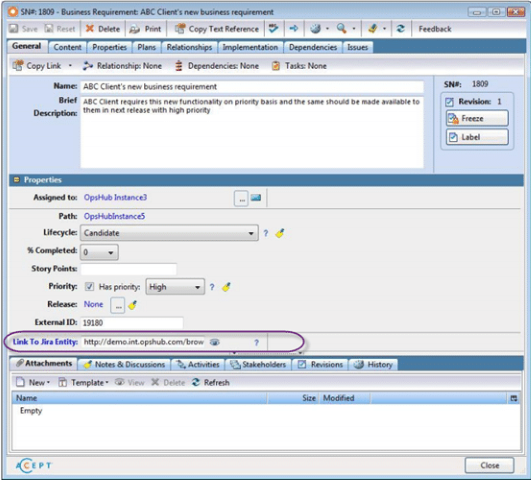 SN#: 1809 - Business Requirement: ABC Client's new business requirement
Save Reset Delete Print Copy Text Reference Feedback
General Content Properties Plans Relationships Implementation Dependencies Issues
Copy Link Relationship: None Dependencies: None Tasks: None
Name: ABC Client's new business requirement
SN#: 1809
Brief Description: ABC Client requires this new functionality on priority basis and the same should be made available to
them in next release with high priority
Revision: 1
Freeze
Label
Properties
Assigned to: OpsHub Instance3 ...
Path: OpsHubInstance5
Lifecycle: Candidate ?
% Completed: 0
Story Points:
Priority: Has priority: High ?
Release: None ...
External ID: 19180
Link To Jira Entity: http://demo.int.opshub.com/brow ?
Attachments Notes & Discussions Activities Stakeholders Revisions History
New Template View Delete Refresh
Name Size Modified
Empty
ACEPT
Close